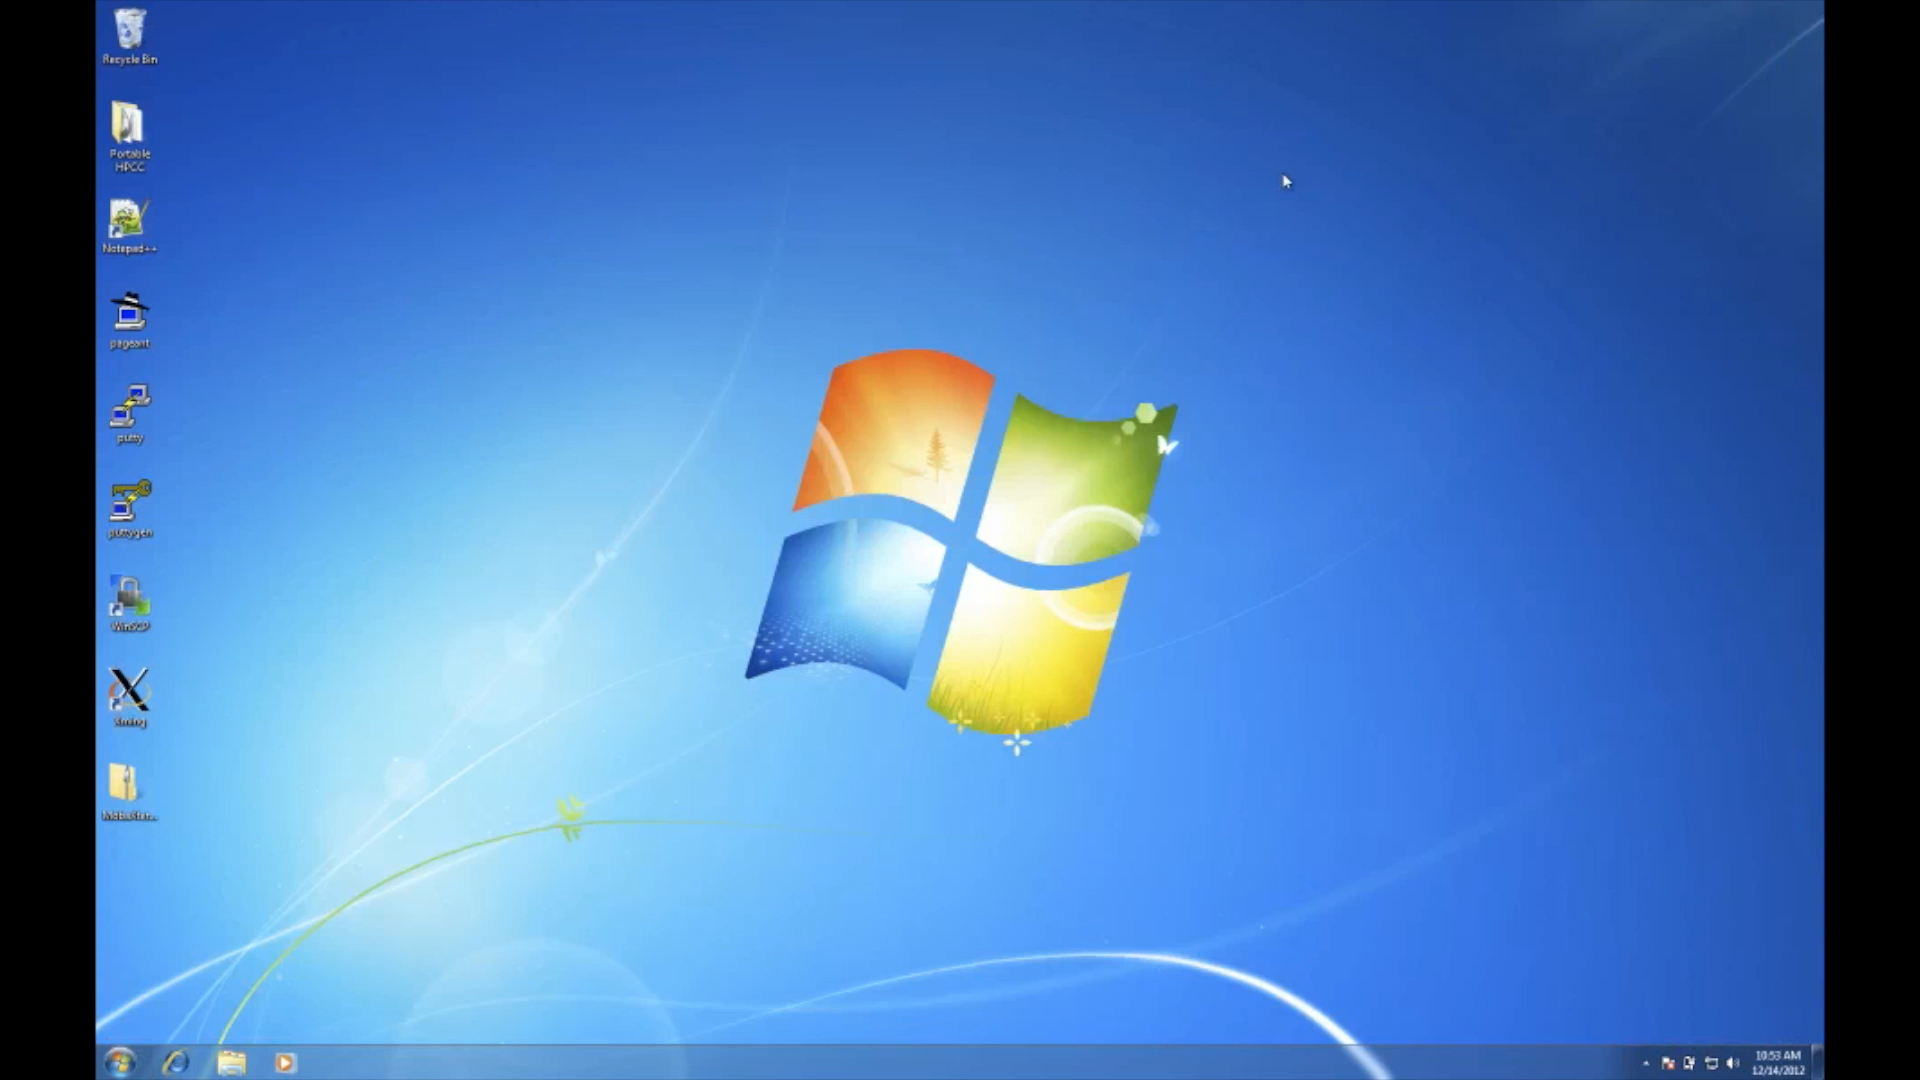 Recycle Bin
Portable
HPCC
Notepad++
pageant
putty
puttygen
WinSCP
Xming
10:53 AM
12/14/2012